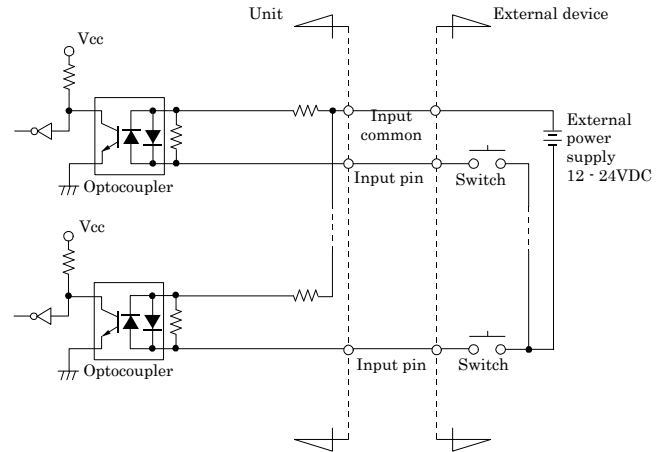 Unit
External device
Vcc
Input
common
External
power
supply
12 - 24VDC
Optocoupler
Input pin
Switch
Vcc
Optocoupler
Input pin
Switch